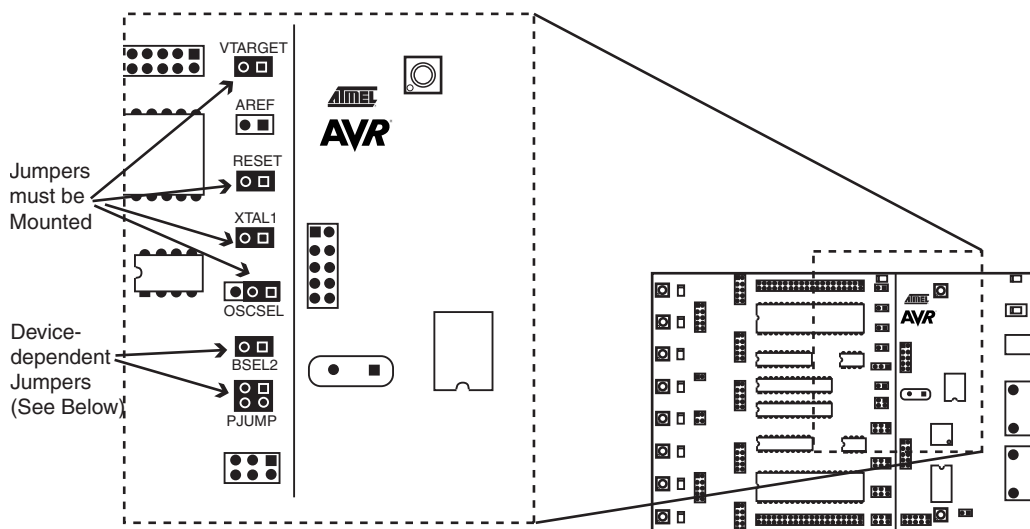 VTARGET
ATMEL
AVR
AREF
RESET
Jumpers
must be
Mounted
XTAL1
OSCSEL
Device-
dependent
Jumpers
(See Below)
BSEL2
PJUMP
ATMEL
AVR